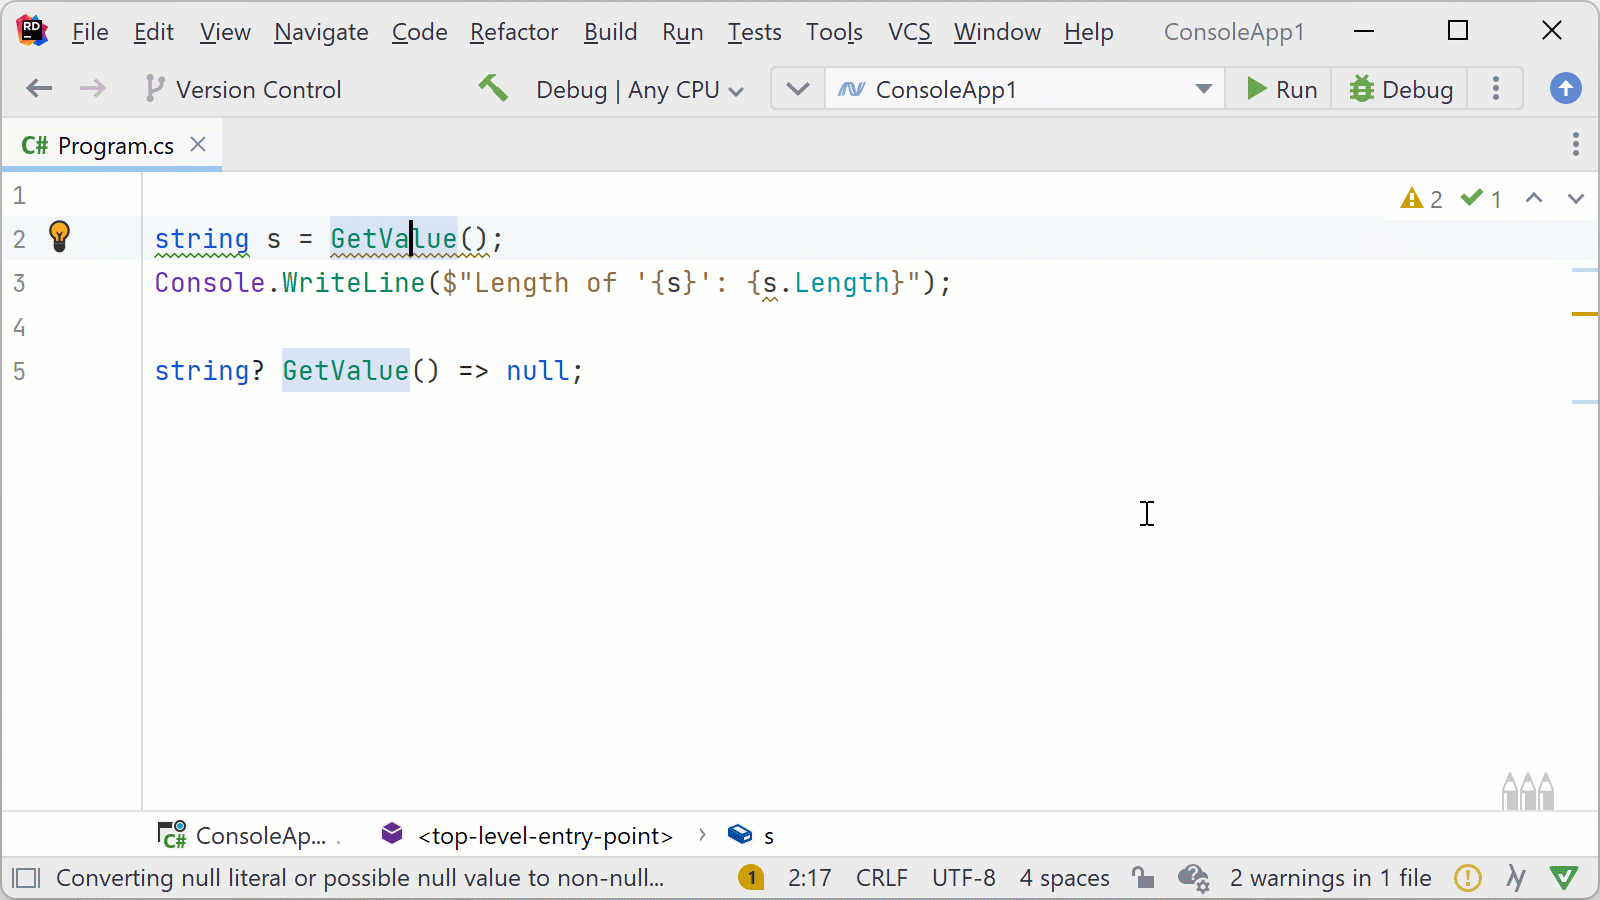 RD File Edit View Navigate Code Refactor Build Run Tests Tools VCS Window Help ConsoleApp1
Version Control Debug | Any CPU ConsoleApp1 Run Debug
C# Program.cs
1
2 1
2 string s = GetValue();
3 Console.WriteLine($"Length of '{s}': {s.Length}");
4
5 string? GetValue() => null;
C# ConsoleAp... . <top-level-entry-point> › s
Converting null literal or possible null value to non-null... 1 2:17 CRLF UTF-8 4 spaces 2 warnings in 1 file